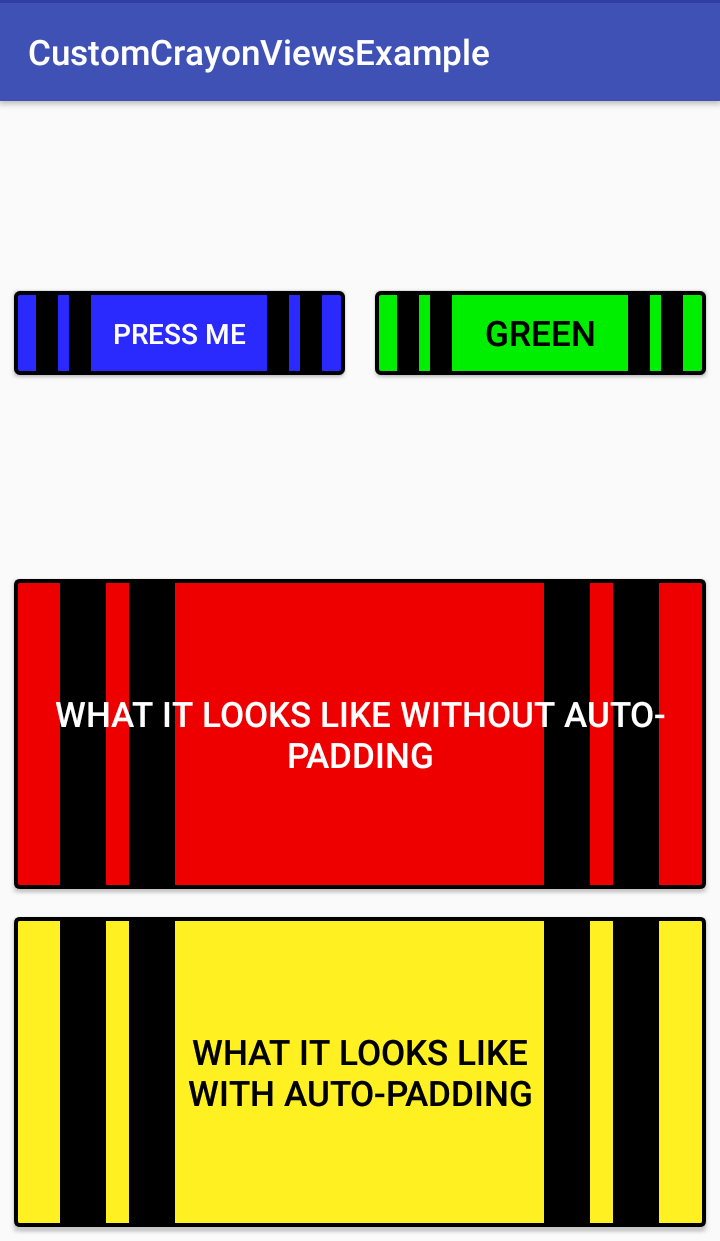 CustomCrayonViewsExample
PRESS ME
GREEN
WHAT IT LOOKS LIKE WITHOUT AUTO-
PADDING
WHAT IT LOOKS LIKE
WITH AUTO-PADDING